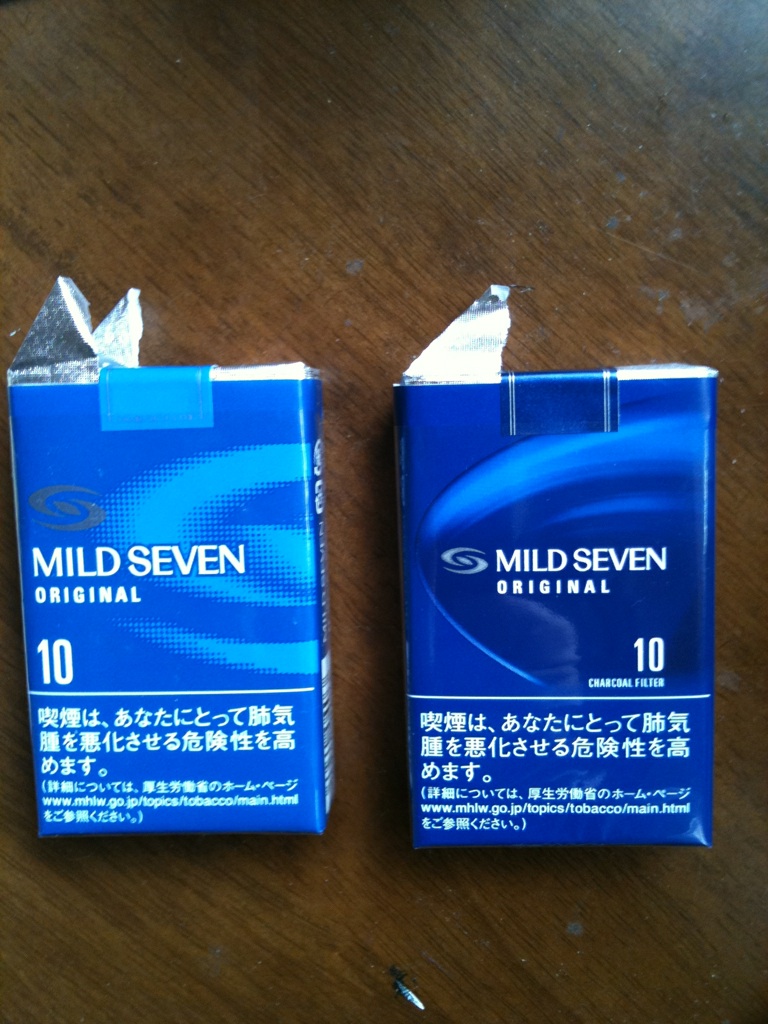 MILD SEVEN
ORIGINAL
10
喫煙は、あなたにとって肺気
腫を悪化させる危険性を高
めます。
(詳細については、厚生労働省のホーム・ページ
www.mhlw.go.jp/topics/tobacco/main.html
をご参照ください。)
MILD SEVEN
ORIGINAL
10
CHARCOAL FILTER
喫煙は、あなたにとって肺気
腫を悪化させる危険性を高
めます。
(詳細については、厚生労働省のホーム・ページ
www.mhlw.go.jp/topics/tobacco/main.html
をご参照ください。)